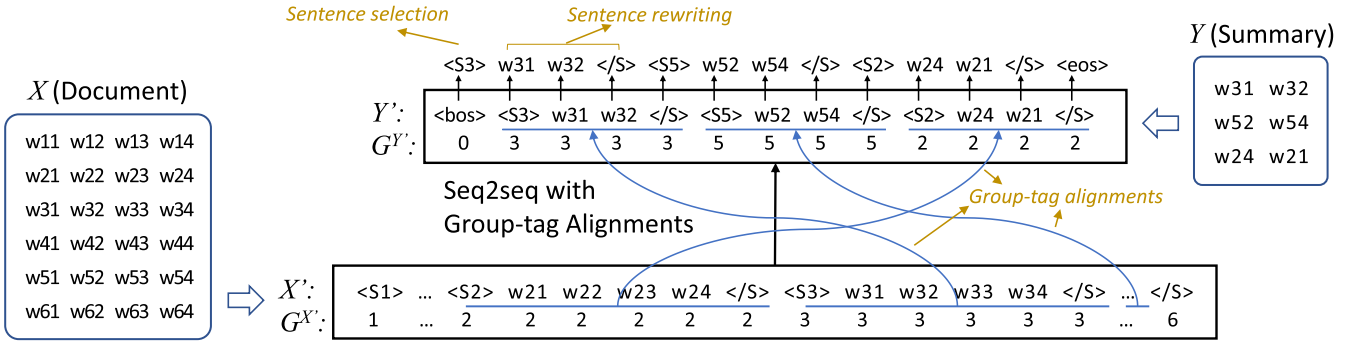 Sentence selection
Sentence rewriting
<S3> w31 w32 </S> <S5> w52 w54 </S> <S2> w24 w21 </S> <eos>
Y (Summary)
X (Document)
w31 w32
w52 w54
w24 w21
Y’: <bos> <S3> w31 w32 </S> <S5> w52 w54 </S> <S2> w24 w21 </S>
G^Y’: 0 3 3 3 3 5 5 5 5 2 2 2 2
w11 w12 w13 w14
w21 w22 w23 w24
w31 w32 w33 w34
w41 w42 w43 w44
w51 w52 w53 w54
w61 w62 w63 w64
Seq2seq with
Group-tag Alignments
Group-tag alignments
X’: <S1> ... <S2> w21 w22 w23 w24 </S> <S3> w31 w32 w33 w34 </S> ... </S>
G^X’: 1 ... 2 2 2 2 2 2 3 3 3 3 3 3 ... 6